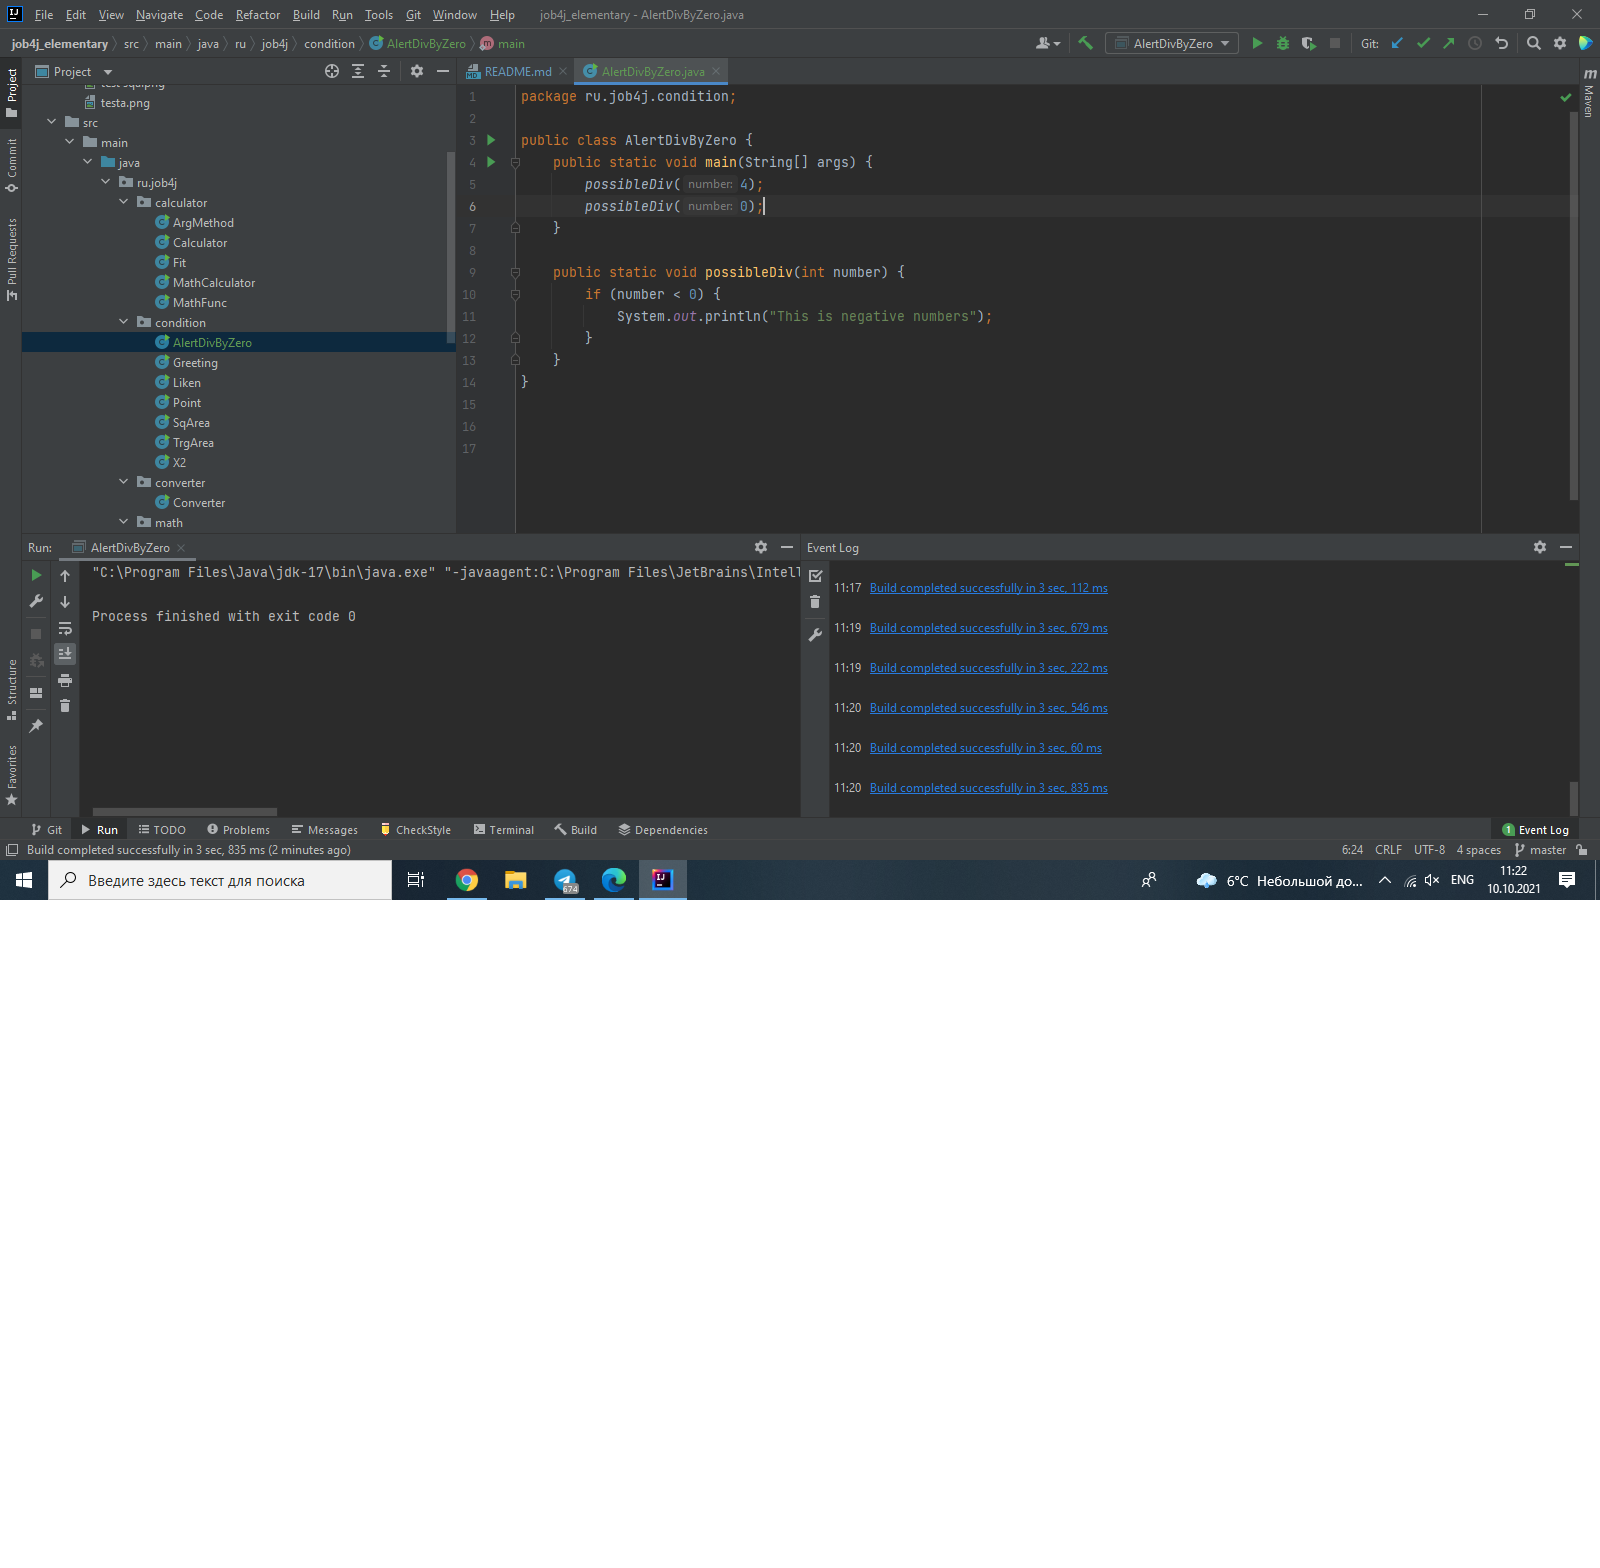 File Edit View Navigate Code Refactor Build Run Tools Git Window Help job4j_elementary - AlertDivByZero.java
job4j_elementary src main java ru job4j condition AlertDivByZero main AlertDivByZero Git:
Project README.md AlertDivByZero.java
testa.png
src
main
java
ru.job4j
calculator
ArgMethod
Calculator
Fit
MathCalculator
MathFunc
condition
AlertDivByZero
Greeting
Liken
Point
SqArea
TrgArea
X2
converter
Converter
math
Project
Commit
Pull Requests
Structure
Favorites
Maven
1 package ru.job4j.condition;
2
3 public class AlertDivByZero {
4 public static void main(String[] args) {
5 possibleDiv( number: 4);
6 possibleDiv( number: 0);
7 }
8
9 public static void possibleDiv(int number) {
10 if (number < 0) {
11 System.out.println("This is negative numbers");
12 }
13 }
14 }
15
16
17
Run: AlertDivByZero
"C:\Program Files\Java\jdk-17\bin\java.exe" "-javaagent:C:\Program Files\JetBrains\Intell
Process finished with exit code 0
Event Log
11:17 Build completed successfully in 3 sec, 112 ms
11:19 Build completed successfully in 3 sec, 679 ms
11:19 Build completed successfully in 3 sec, 222 ms
11:20 Build completed successfully in 3 sec, 546 ms
11:20 Build completed successfully in 3 sec, 60 ms
11:20 Build completed successfully in 3 sec, 835 ms
Git Run TODO Problems Messages CheckStyle Terminal Build Dependencies 1 Event Log
Build completed successfully in 3 sec, 835 ms (2 minutes ago) 6:24 CRLF UTF-8 4 spaces master
Введите здесь текст для поиска 674 6°C Небольшой до... ENG 11:22
10.10.2021